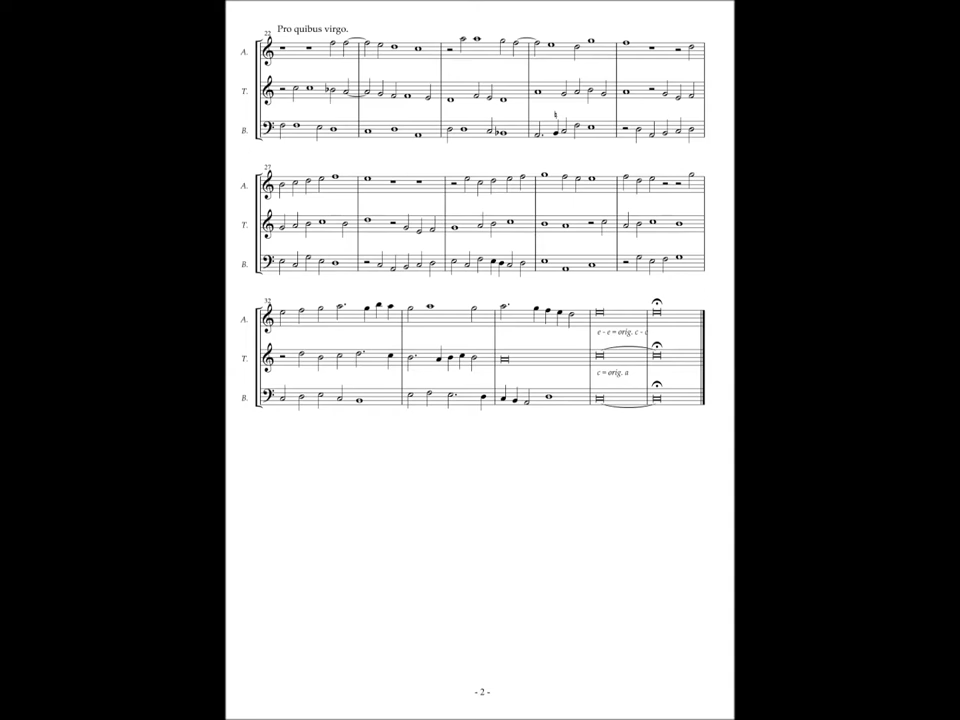 Pro quibus virgo.
22
A.
T.
B.
27
A.
T.
B.
32
A.
e - e = orig. c - c
T.
c = orig. a
B.
- 2 -